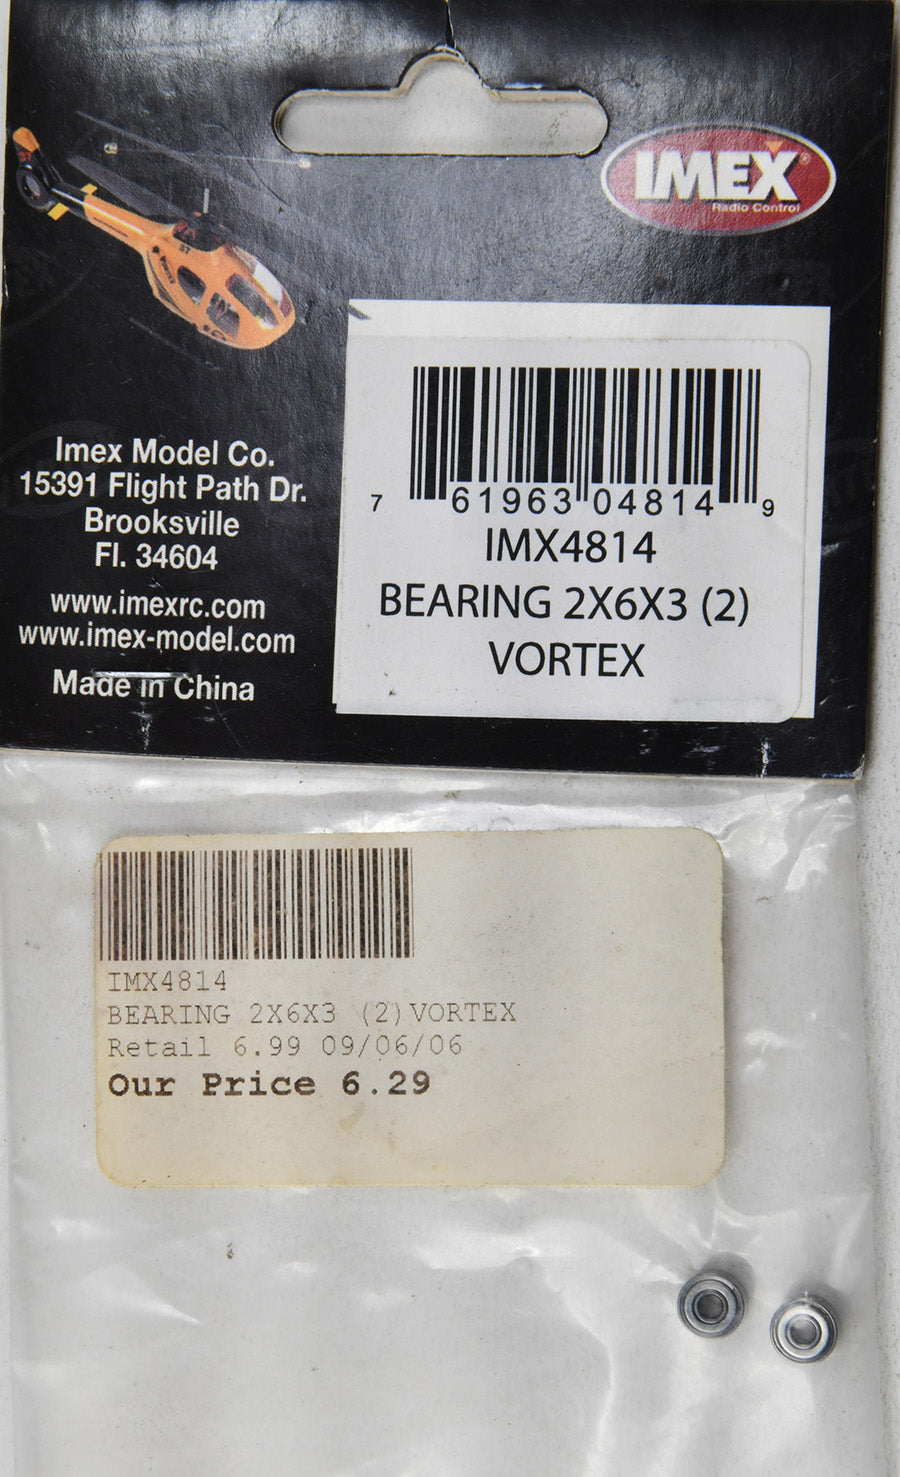 IMEX®
Radio Control
Imex Model Co.
15391 Flight Path Dr.
Brooksville
Fl. 34604
www.imexrc.com
www.imex-model.com
Made in China
7 61963 04814 9
IMX4814
BEARING 2X6X3 (2)
VORTEX
IMX4814
BEARING 2X6X3 (2)VORTEX
Retail 6.99 09/06/06
Our Price 6.29